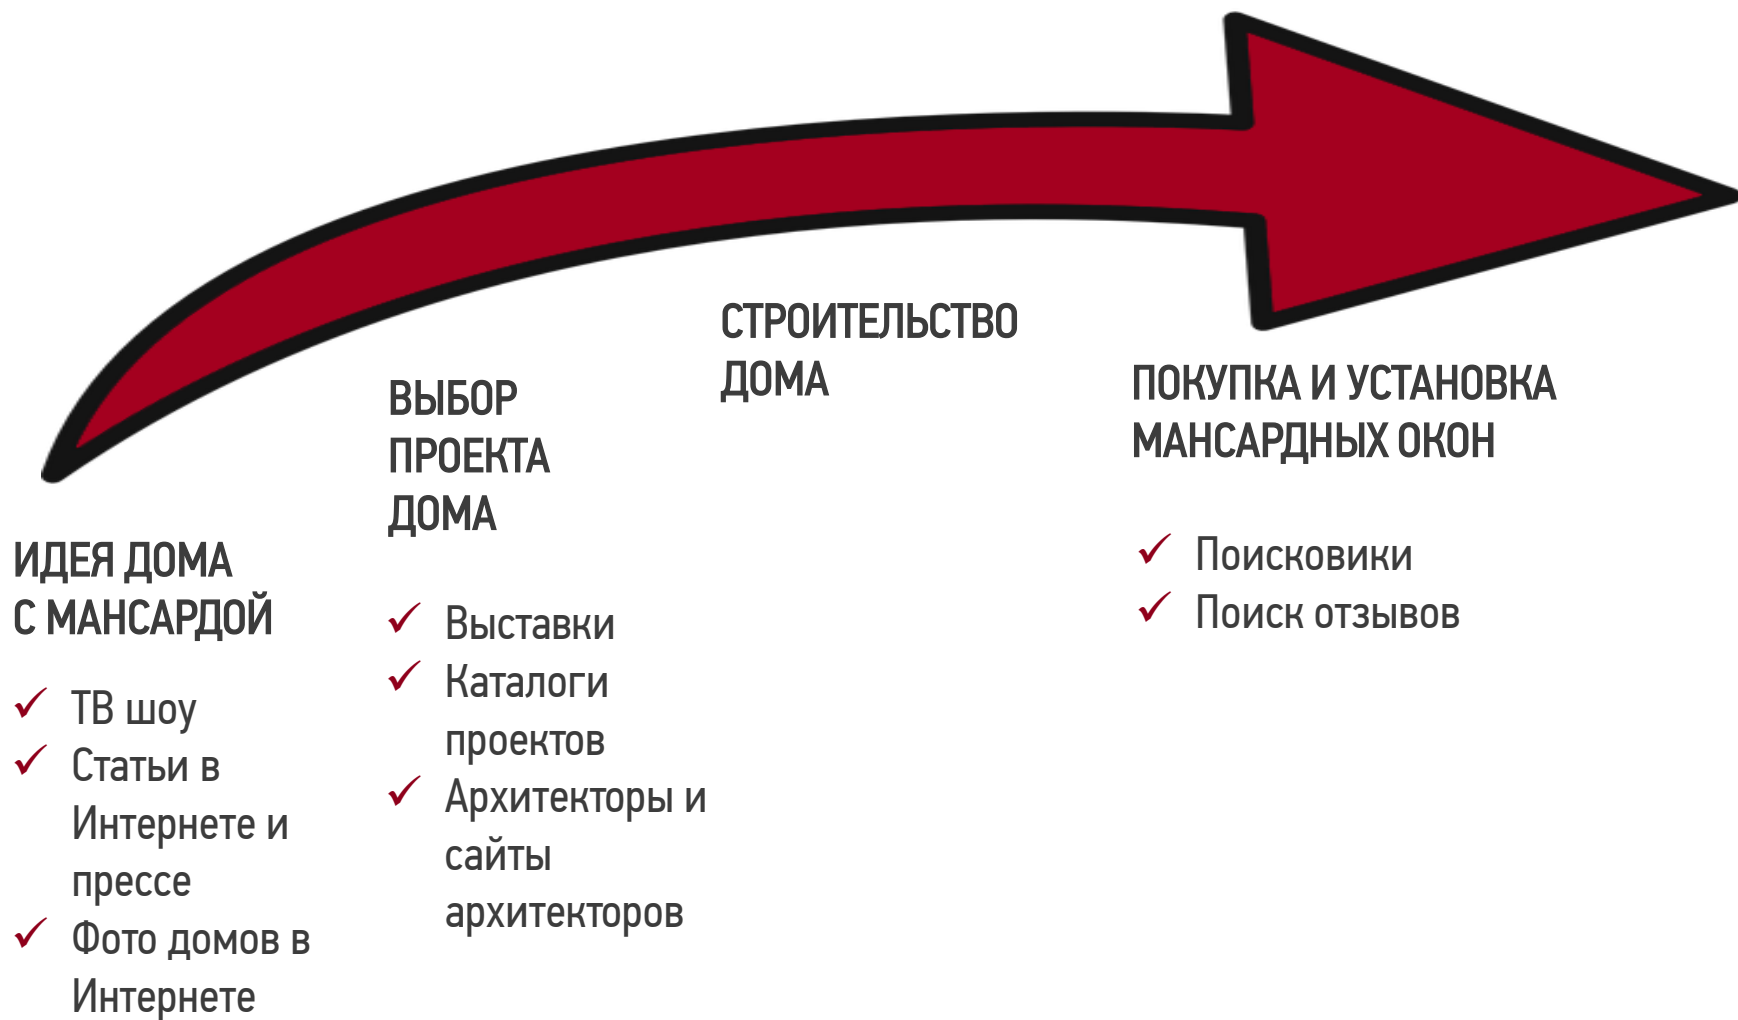 ИДЕЯ ДОМА
С МАНСАРДОЙ
ТВ шоу
Статьи в
Интернете и
прессе
Фото домов в
Интернете
ВЫБОР
ПРОЕКТА
ДОМА
Выставки
Каталоги
проектов
Архитекторы и
сайты
архитекторов
СТРОИТЕЛЬСТВО
ДОМА
ПОКУПКА И УСТАНОВКА
МАНСАРДНЫХ ОКОН
Поисковики
Поиск отзывов